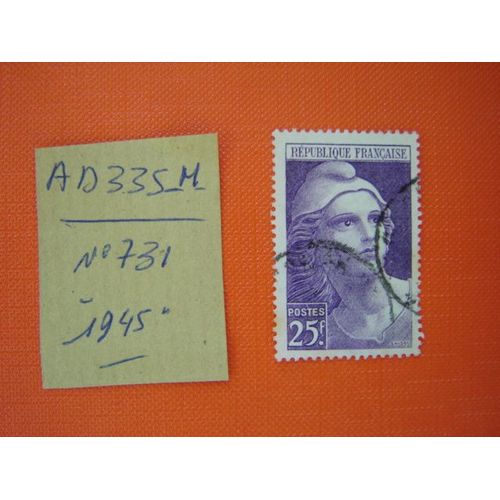 AD335M
N° 731
"1945"
RÉPUBLIQUE FRANÇAISE
POSTES
25F